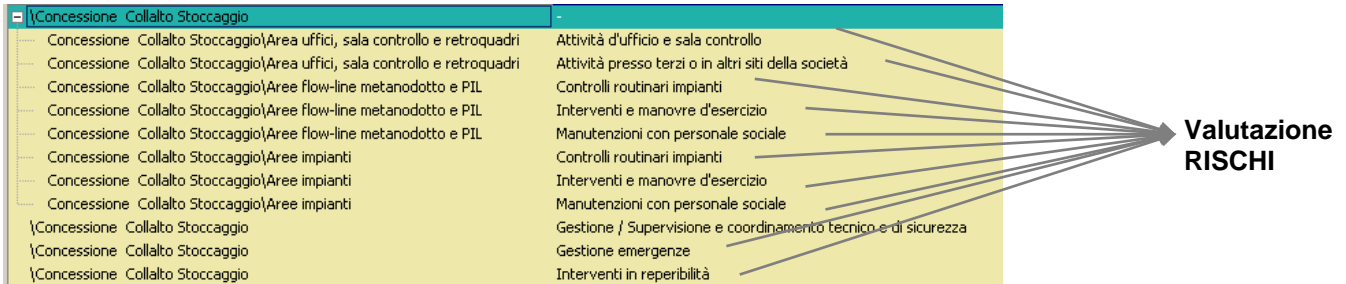 \Concessione Collalto Stoccaggio -
Concessione Collalto Stoccaggio\Area uffici, sala controllo e retroquadri Attività d'ufficio e sala controllo
Concessione Collalto Stoccaggio\Area uffici, sala controllo e retroquadri Attività presso terzi o in altri siti della società
Concessione Collalto Stoccaggio\Aree flow-line metanodotto e PIL Controlli routinari impianti
Concessione Collalto Stoccaggio\Aree flow-line metanodotto e PIL Interventi e manovre d'esercizio
Concessione Collalto Stoccaggio\Aree flow-line metanodotto e PIL Manutenzioni con personale sociale
Concessione Collalto Stoccaggio\Aree impianti Controlli routinari impianti
Concessione Collalto Stoccaggio\Aree impianti Interventi e manovre d'esercizio
Concessione Collalto Stoccaggio\Aree impianti Manutenzioni con personale sociale
\Concessione Collalto Stoccaggio Gestione / Supervisione e coordinamento tecnico e di sicurezza
\Concessione Collalto Stoccaggio Gestione emergenze
\Concessione Collalto Stoccaggio Interventi in reperibilità
Valutazione
RISCHI